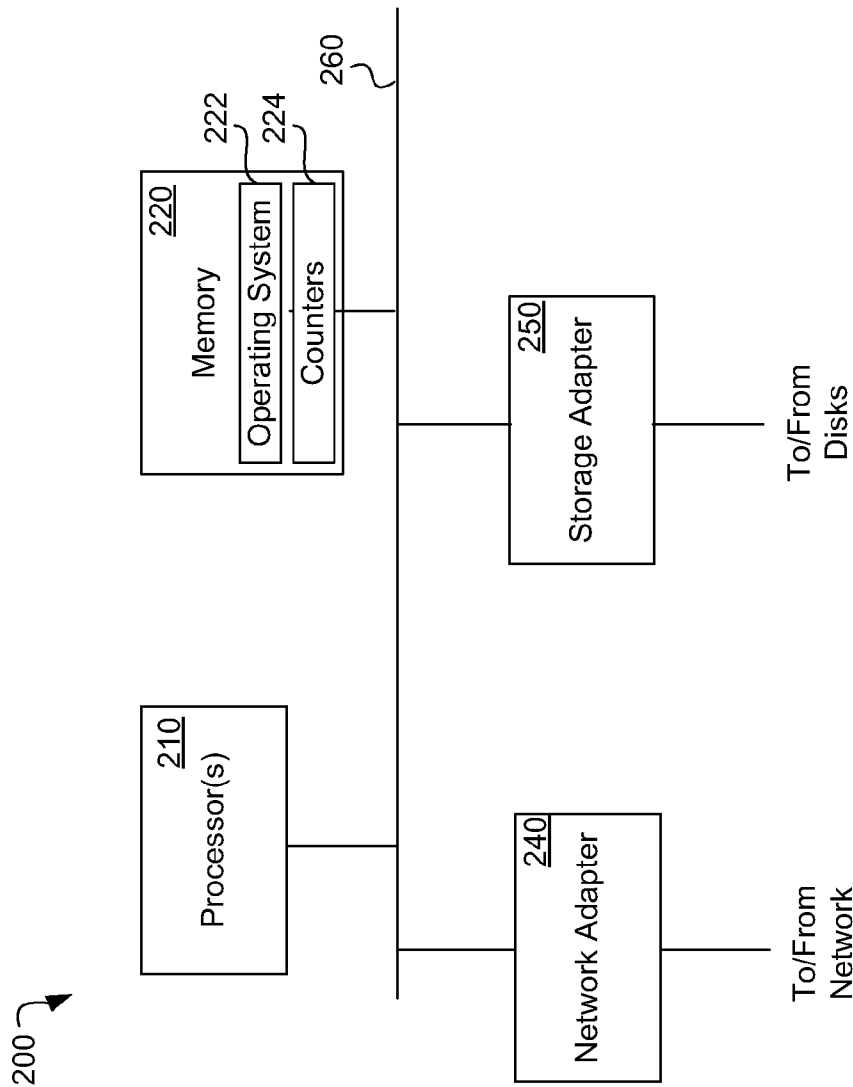 200
Processor(s)
210
Memory
220
Operating System
Counters
222
224
260
Network Adapter
240
Storage Adapter
250
To/From
Network
To/From
Disks